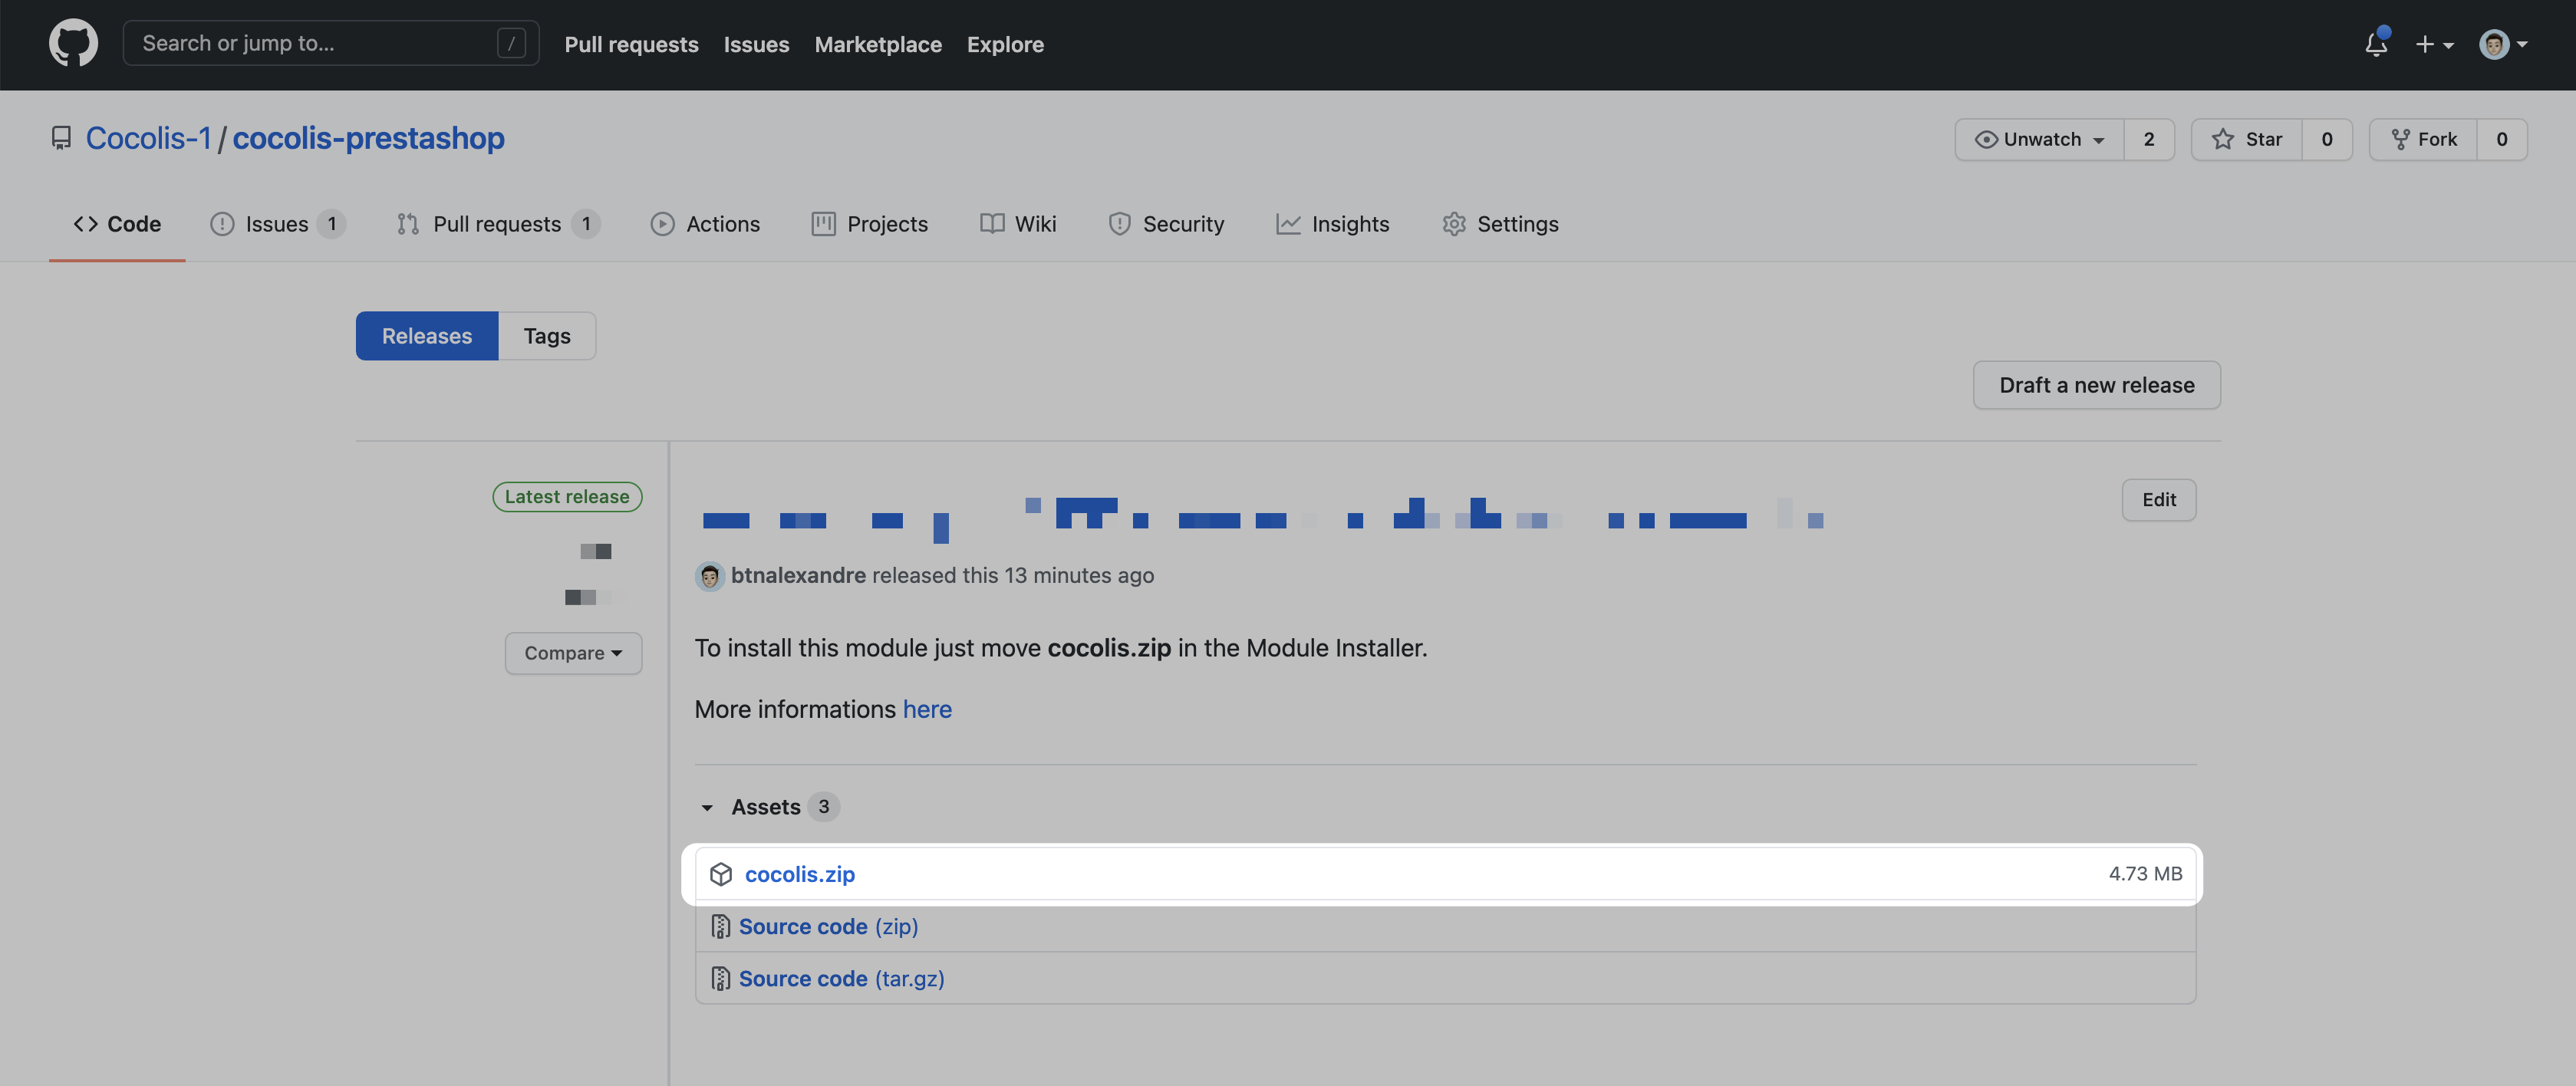 Search or jump to... / Pull requests Issues Marketplace Explore
Cocolis-1 / cocolis-prestashop Unwatch 2 Star 0 Fork 0
Code Issues 1 Pull requests 1 Actions Projects Wiki Security Insights Settings
Releases Tags
Draft a new release
Latest release
Edit
btnalexandre released this 13 minutes ago
Compare
To install this module just move cocolis.zip in the Module Installer.
More informations here
Assets 3
cocolis.zip 4.73 MB
Source code (zip)
Source code (tar.gz)